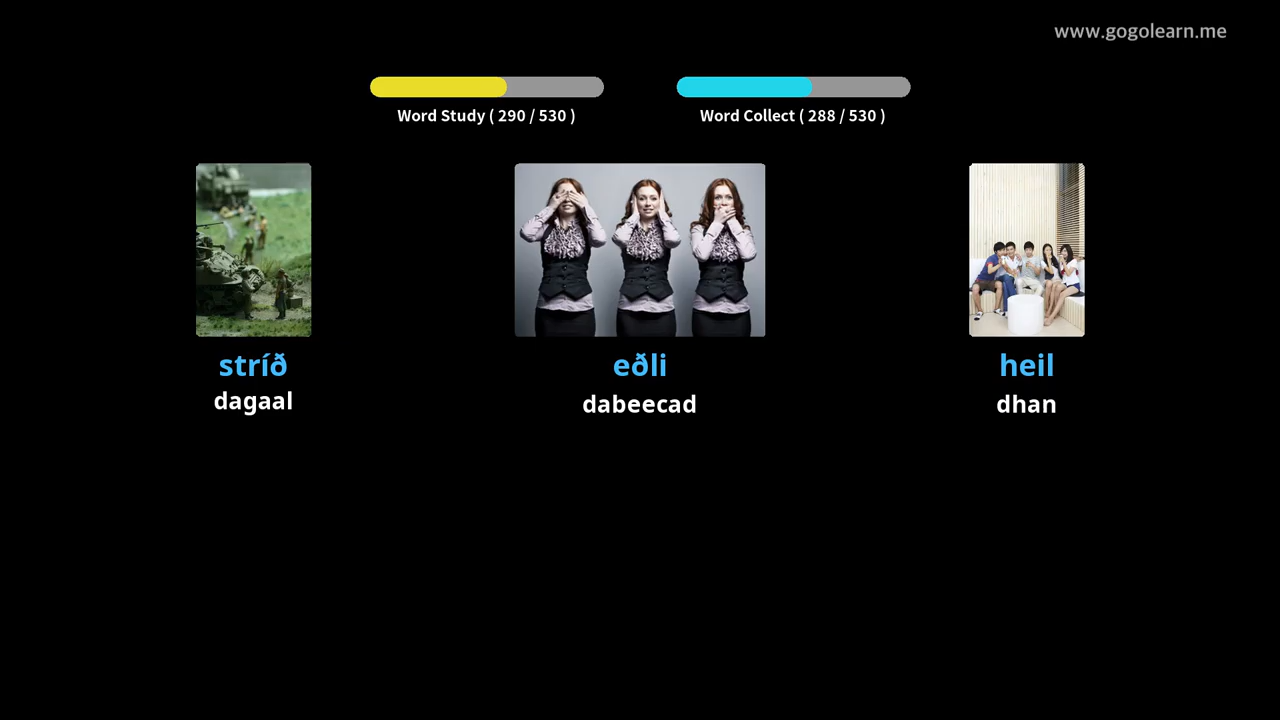 www.gogolearn.me
Word Study ( 290 / 530 )
Word Collect ( 288 / 530 )
stríð
dagaal
eðli
dabeecad
heil
dhan